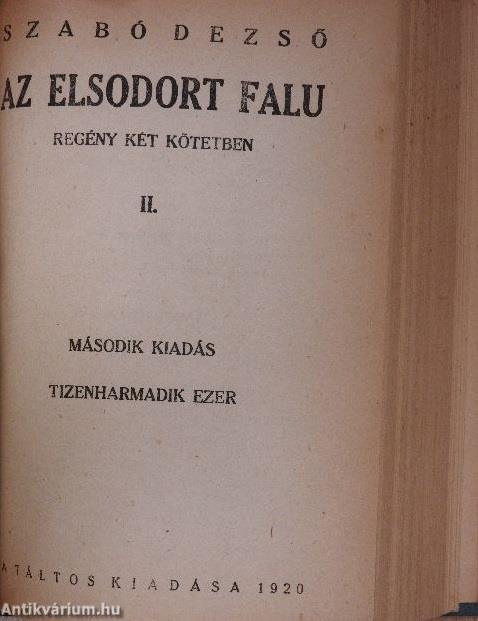 SZABÓ DEZSŐ
AZ ELSODORT FALU
REGÉNY KÉT KÖTETBEN
II.
MÁSODIK KIADÁS
TIZENHARMADIK EZER
A TÁLTOS KIADÁSA 1920
Antikvárium.hu